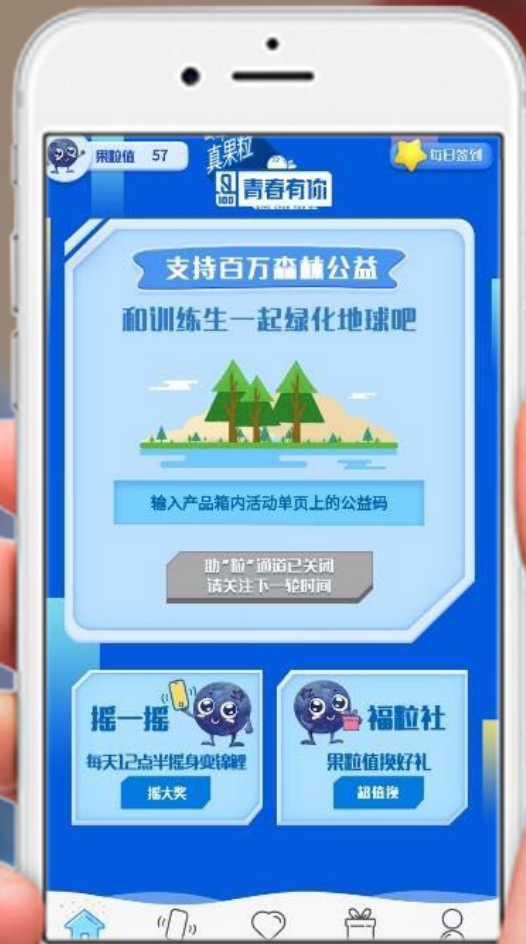 果粒值 57
真果粒
每日签到
100
青春有你
支持百万森林公益
和训练生一起绿化地球吧
输入产品箱内活动单页上的公益码
助“粒”通道已关闭
请关注下一轮时间
摇一摇
每天12点半摇身变锦鲤
摇大奖
福粒社
果粒值换好礼
超值换